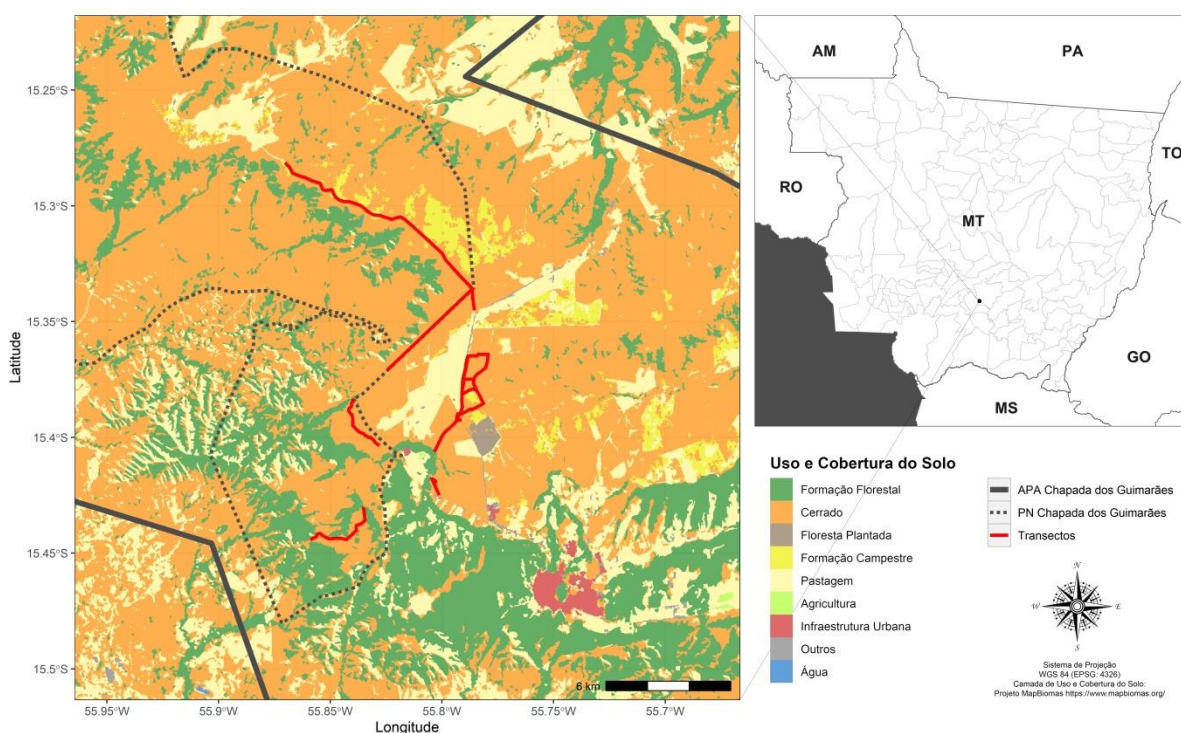 15.25°S
15.3°S
15.35°S
15.4°S
15.45°S
15.5°S
Latitude
55.95°W
55.9°W
55.85°W
55.8°W
55.75°W
55.7°W
Longitude
6 km
AM
PA
TO
RO
MT
GO
MS
Uso e Cobertura do Solo
Formação Florestal
Cerrado
Floresta Plantada
Formação Campestre
Pastagem
Agricultura
Infraestrutura Urbana
Outros
Água
APA Chapada dos Guimarães
PN Chapada dos Guimarães
Transectos
N
W
E
S
Sistema de Projeção
WGS 84 (EPSG: 4326)
Camada de Uso e Cobertura do Solo:
Projeto MapBiomas https://www.mapbiomas.org/